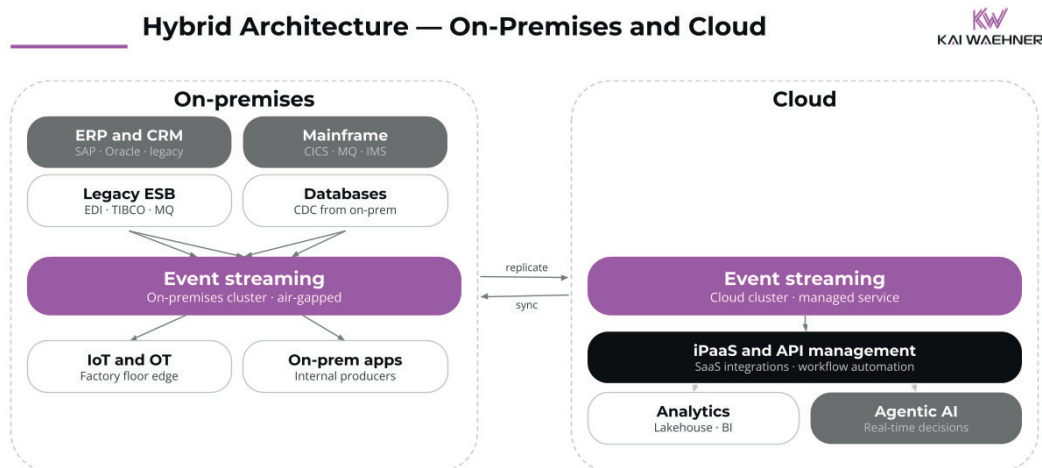 Hybrid Architecture — On-Premises and Cloud
KW
KAI WAEHNER
On-premises
ERP and CRM
SAP · Oracle · legacy
Mainframe
CICS · MQ · IMS
Legacy ESB
EDI · TIBCO · MQ
Databases
CDC from on-prem
Event streaming
On-premises cluster · air-gapped
IoT and OT
Factory floor edge
On-prem apps
Internal producers
replicate
sync
Cloud
Event streaming
Cloud cluster · managed service
iPaaS and API management
SaaS integrations · workflow automation
Analytics
Lakehouse · BI
Agentic AI
Real-time decisions